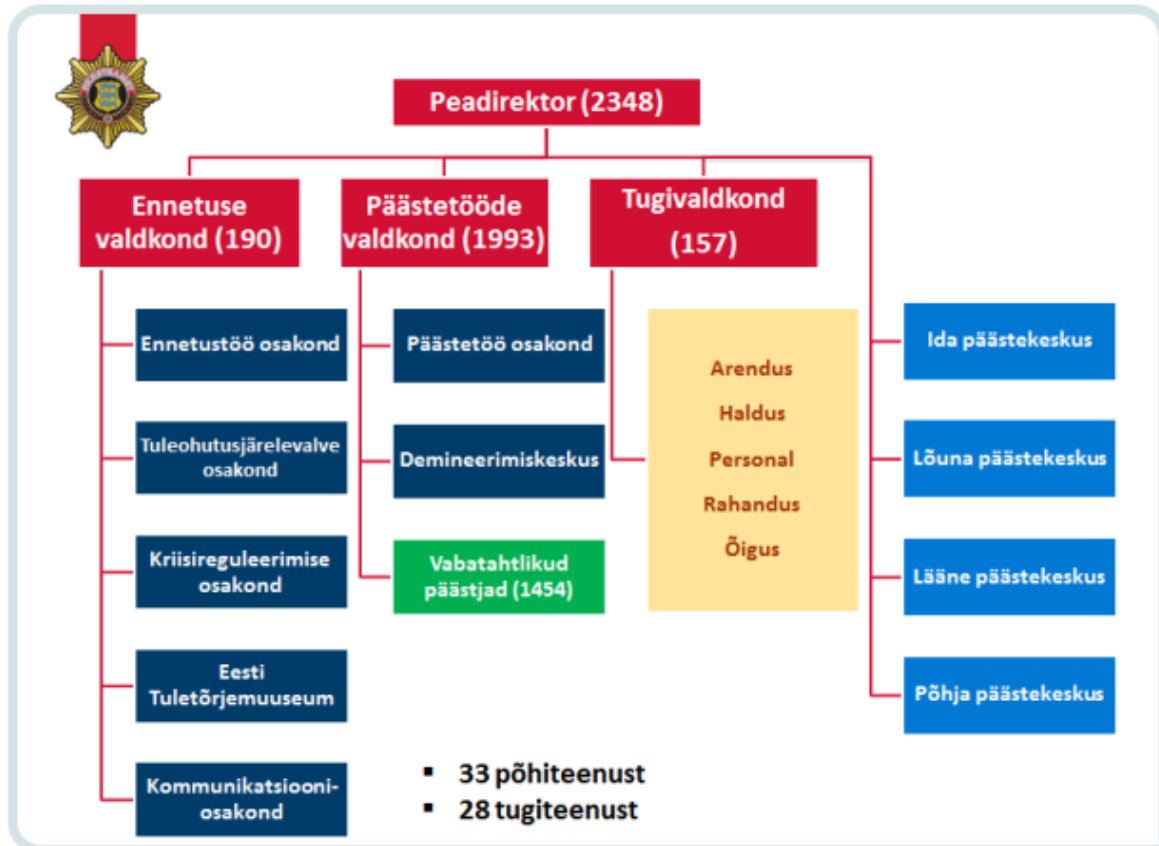 Peadirektor (2348)
Ennetuse
valdkond (190)
Päästetööde
valdkond (1993)
Tugivaldkond
(157)
Ennetustöö osakond
Tuleohutusjärelevalve
osakond
Kriisireguleerimise
osakond
Eesti
Tuletõrjemuuseum
Kommunikatsiooni-
osakond
Päästetöö osakond
Demineerimiskeskus
Vabatahtlikud
päästjad (1454)
Arendus
Haldus
Personal
Rahandus
Õigus
Ida päästekeskus
Lõuna päästekeskus
Lääne päästekeskus
Põhja päästekeskus
▪ 33 põhiteenust
▪ 28 tugiteenust